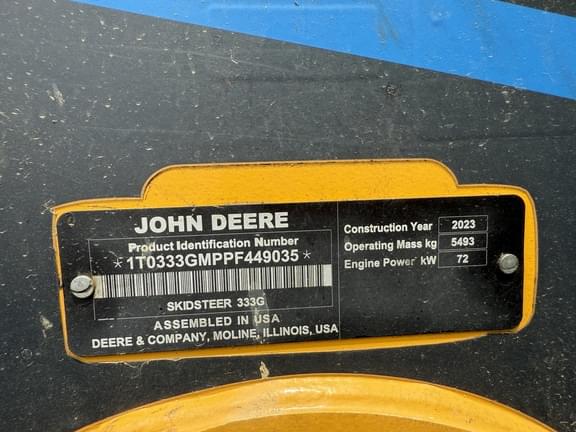 JOHN DEERE
Product Identification Number
*1T0333GMPPF449035*
SKIDSTEER 333G
ASSEMBLED IN USA
DEERE & COMPANY, MOLINE, ILLINOIS, USA
Construction Year 2023
Operating Mass kg 5493
Engine Power kW 72